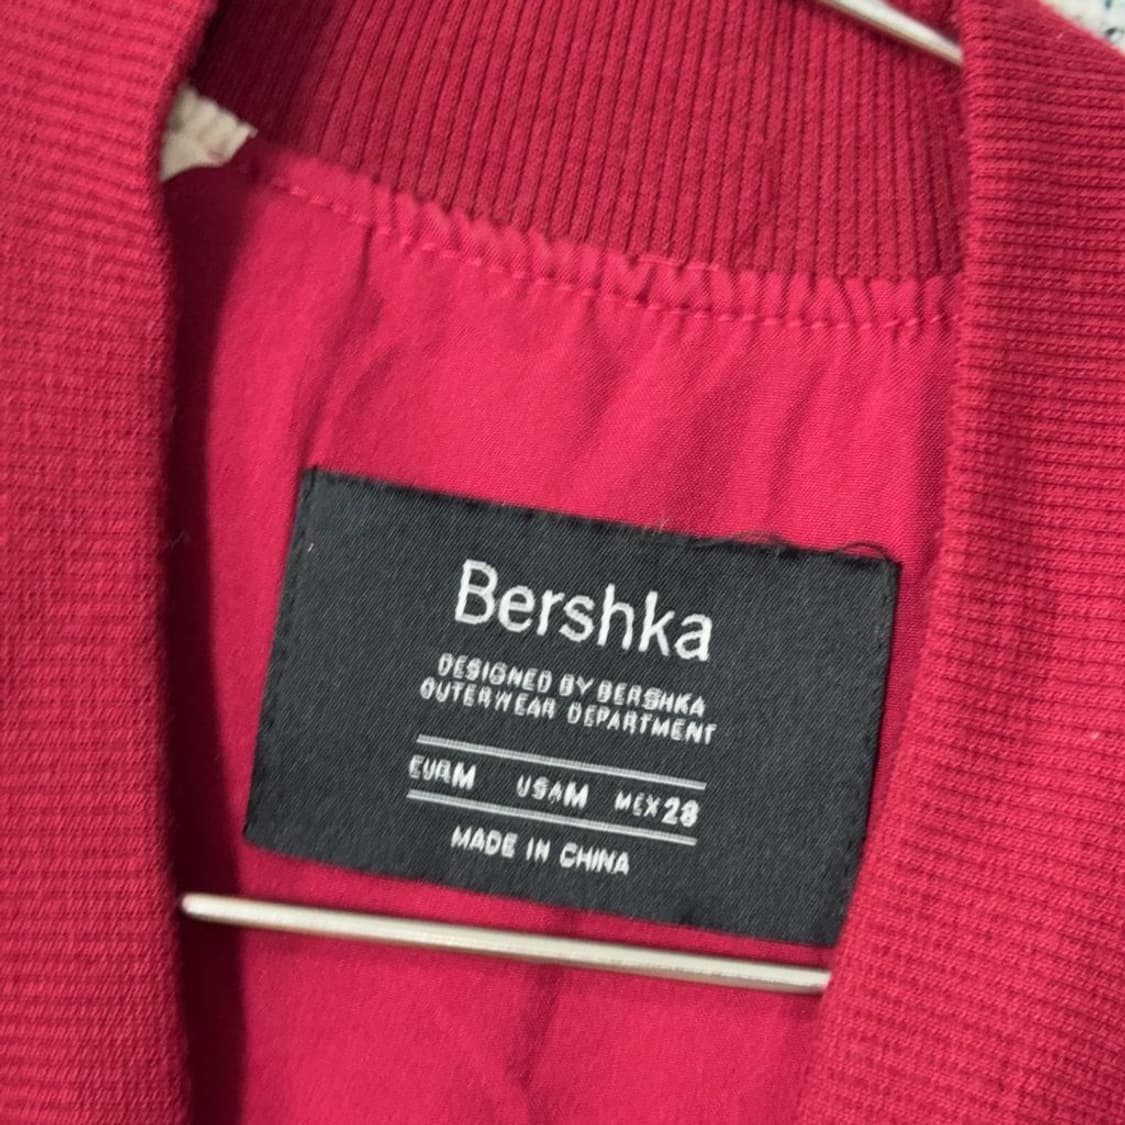 Bershka
DESIGNED BY BERSHKA
OUTERWEAR DEPARTMENT
EUR M USA M MEX 28
MADE IN CHINA